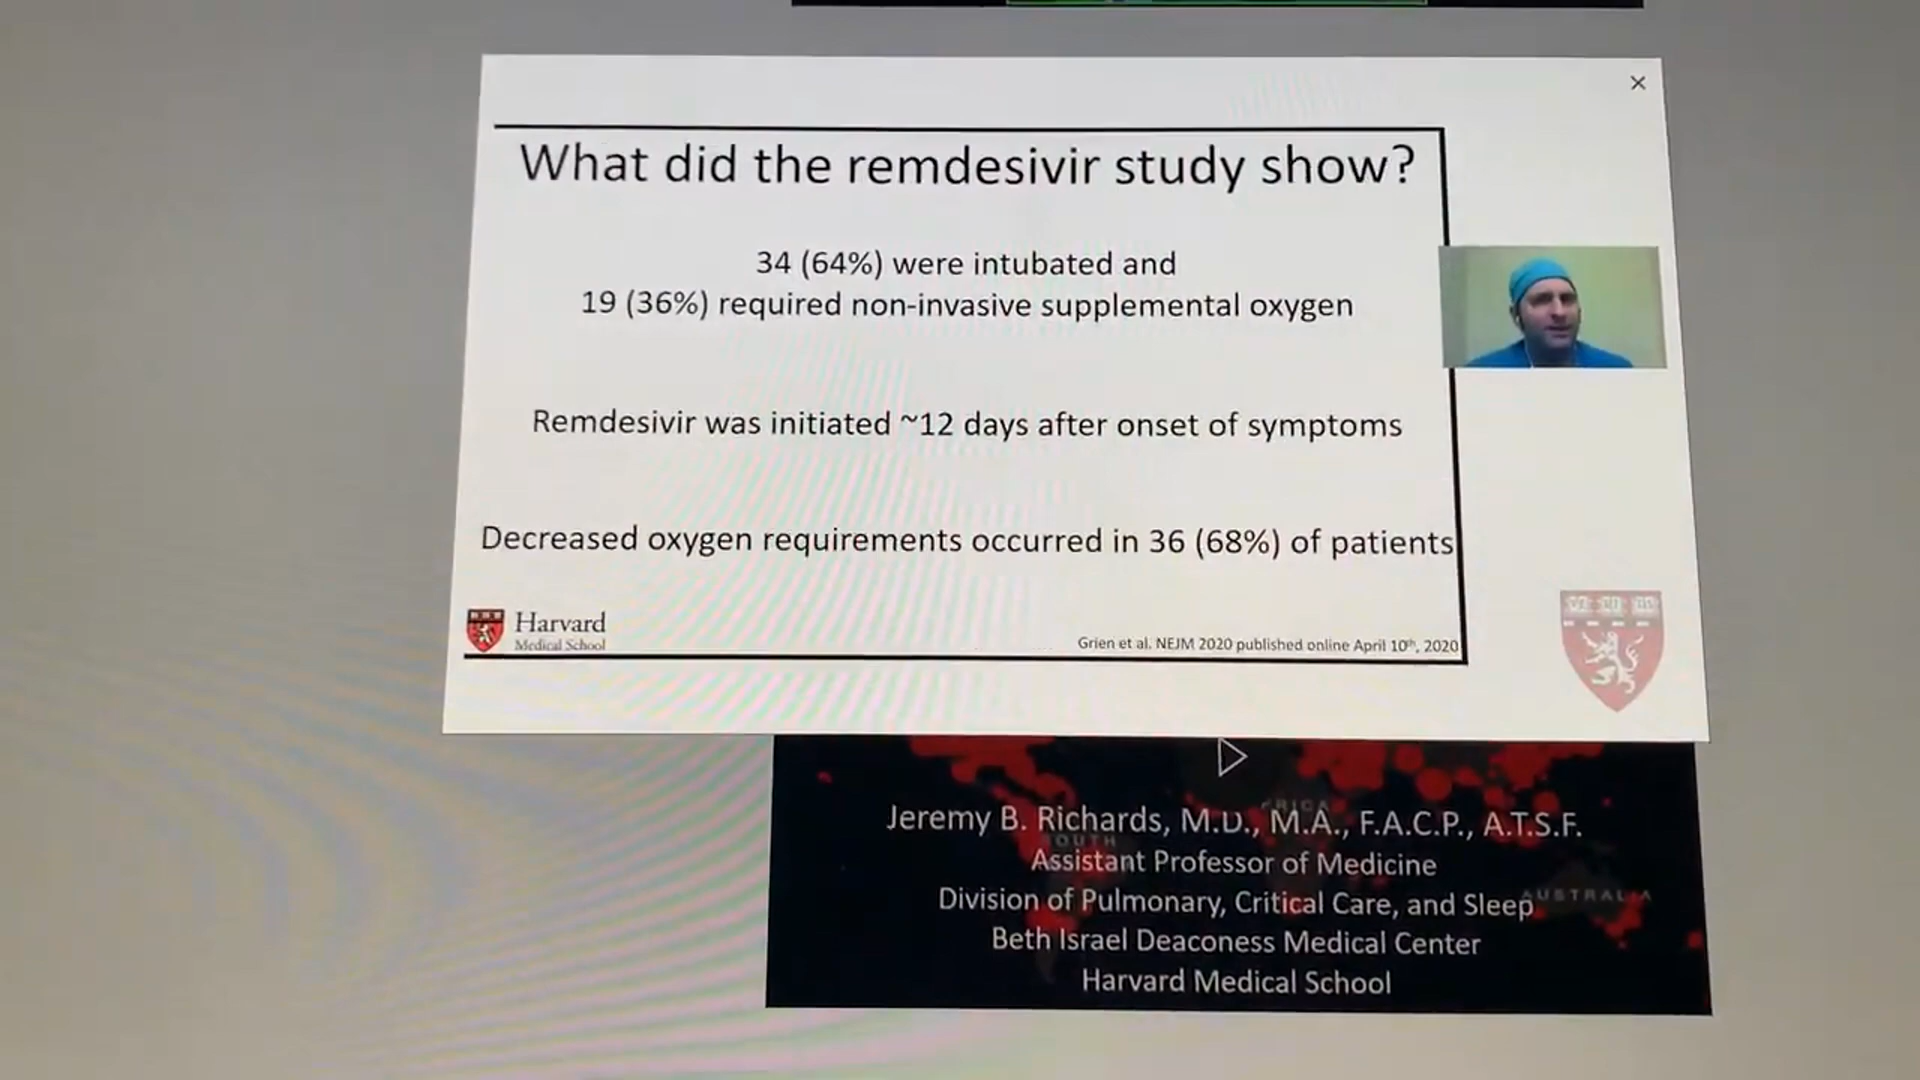 ×
What did the remdesivir study show?
34 (64%) were intubated and
19 (36%) required non-invasive supplemental oxygen
Remdesivir was initiated ~12 days after onset of symptoms
Decreased oxygen requirements occurred in 36 (68%) of patients
Harvard
Medical School
Grien et al. NEJM 2020 published online April 10th, 2020
Jeremy B. Richards, M.D., M.A., F.A.C.P., A.T.S.F.
Assistant Professor of Medicine
Division of Pulmonary, Critical Care, and Sleep
AUSTRALIA
Beth Israel Deaconess Medical Center
Harvard Medical School